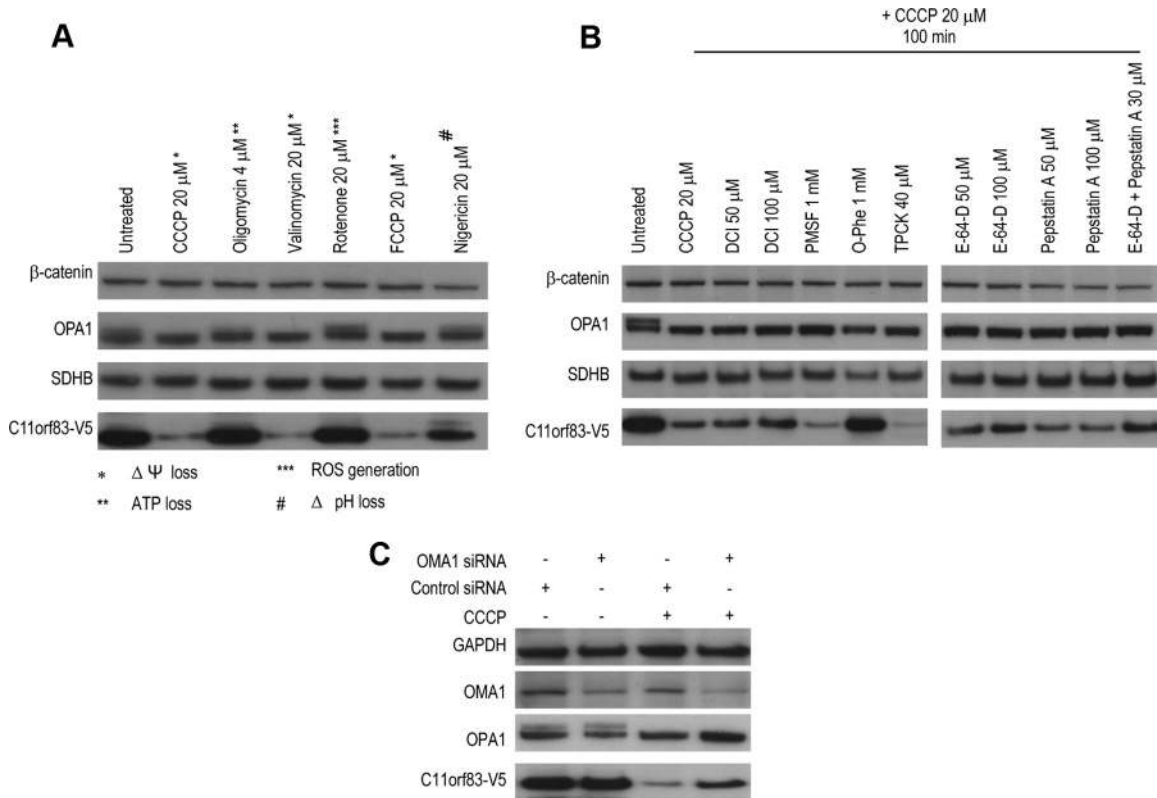 A
Untreated
CCCP 20 μM *
Oligomycin 4 μM **
Valinomycin 20 μM *
Rotenone 20 μM ***
FCCP 20 μM *
Nigericin 20 μM #
β-catenin
OPA1
SDHB
C11orf83-V5
* Δ Ψ loss
*** ROS generation
** ATP loss
# Δ pH loss
B
+ CCCP 20 μM
100 min
Untreated
CCCP 20 μM
DCI 50 μM
DCI 100 μM
PMSF 1 mM
O-Phe 1 mM
TPCK 40 μM
E-64-D 50 μM
E-64-D 100 μM
Pepstatin A 50 μM
Pepstatin A 100 μM
E-64-D + Pepstatin A 30 μM
β-catenin
OPA1
SDHB
C11orf83-V5
C
OMA1 siRNA - + - +
Control siRNA + - + -
CCCP - - + +
GAPDH
OMA1
OPA1
C11orf83-V5